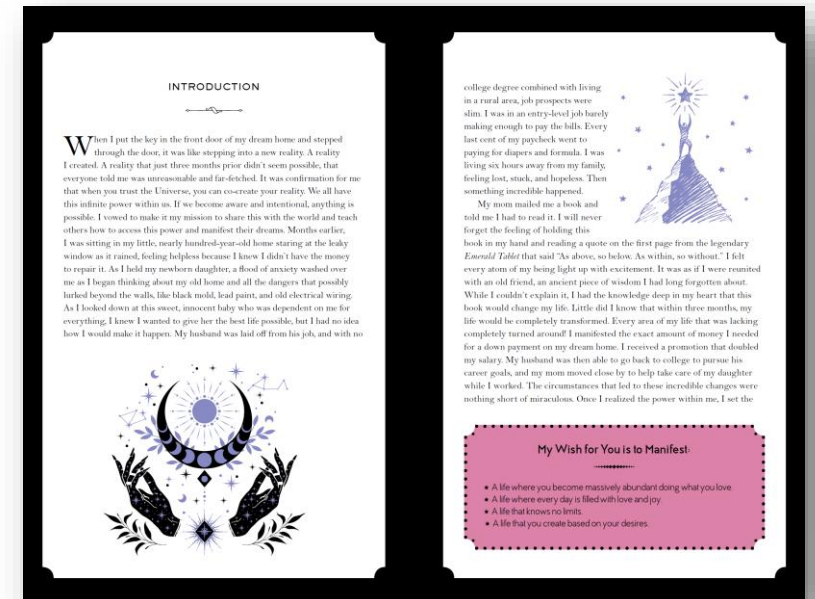 INTRODUCTION
When I put the key in the front door of my dream home and stepped
through the door, it was like stepping into a new reality. A reality
I created. A reality that just three months prior didn't seem possible, that
everyone told me was unreasonable and far-fetched. It was confirmation for me
that when you trust the Universe, you can co-create your reality. We all have
this infinite power within us. If we become aware and intentional, anything is
possible. I vowed to make it my mission to share this with the world and teach
others how to access this power and manifest their dreams. Months earlier,
I was sitting in my little, nearly hundred-year-old home staring at the leaky
window as it rained, feeling helpless because I knew I didn't have the money
to repair it. As I held my newborn daughter, a flood of anxiety washed over
me as I began thinking about my old home and all the dangers that possibly
lurked beyond the walls, like black mold, lead paint, and old electrical wiring.
As I looked down at this sweet, innocent baby who was dependent on me for
everything, I knew I wanted to give her the best life possible, but I had no idea
how I would make it happen. My husband was laid off from his job, and with no
college degree combined with living
in a rural area, job prospects were
slim. I was in an entry-level job barely
making enough to pay the bills. Every
last cent of my paycheck went to
paying for diapers and formula. I was
living six hours away from my family,
feeling lost, stuck, and hopeless. Then
something incredible happened.
My mom mailed me a book and
told me I had to read it. I will never
forget the feeling of holding this
book in my hand and reading a quote on the first page from the legendary
Emerald Tablet that said "As above, so below. As within, so without." I felt
every atom of my being light up with excitement. It was as if I were reunited
with an old friend, an ancient piece of wisdom I had long forgotten about.
While I couldn't explain it, I had the knowledge deep in my heart that this
book would change my life. Little did I know that within three months, my
life would be completely transformed. Every area of my life that was lacking
completely turned around! I manifested the exact amount of money I needed
for a down payment on my dream home. I received a promotion that doubled
my salary. My husband was then able to go back to college to pursue his
career goals, and my mom moved close by to help take care of my daughter
while I worked. The circumstances that led to these incredible changes were
nothing short of miraculous. Once I realized the power within me, I set the
My Wish for You is to Manifest:
★ A life where you become massively abundant doing what you love.
★ A life where every day is filled with love and joy.
★ A life that knows no limits.
★ A life that you create based on your desires.